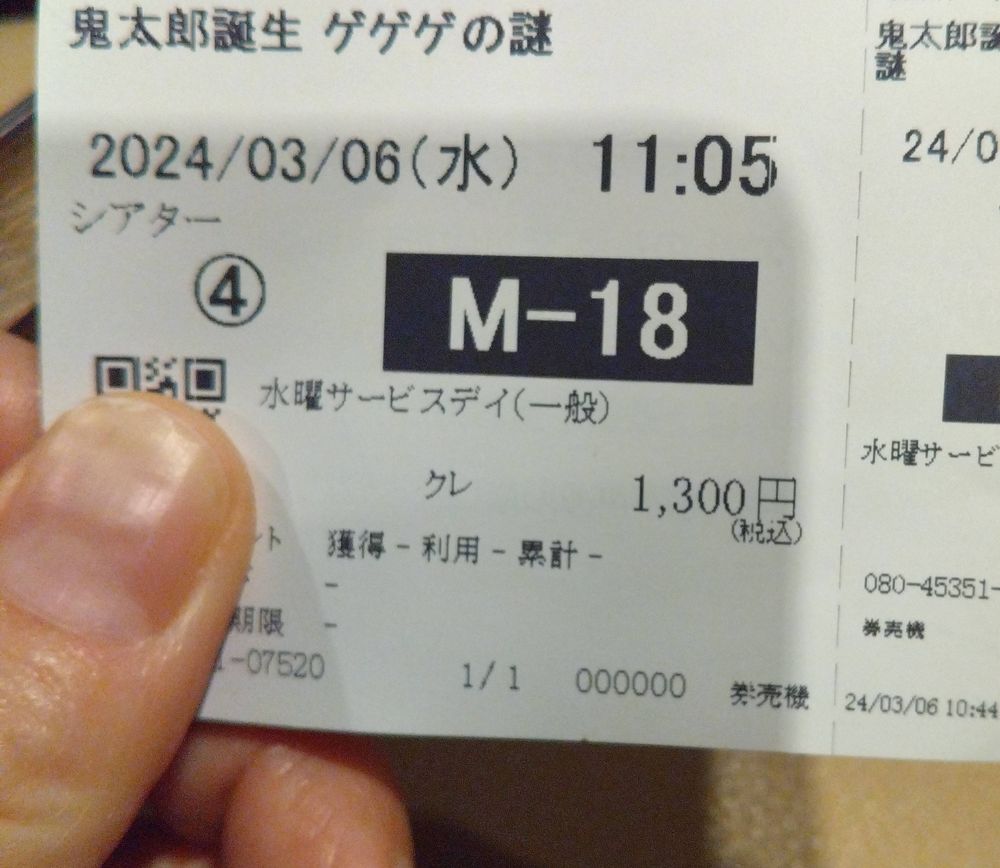 鬼太郎誕生 ゲゲゲの謎
2024/03/06(水) 11:05
シアター
④
M-18
水曜サービスデイ(一般)
クレ 1,300円
(税込)
獲得 - 利用 - 累計 -
-
期限 -
-07520 1/1 000000 券売機
鬼太郎誕
謎
24/0
水曜サービ
080-45351-
券売機
24/03/06 10:44